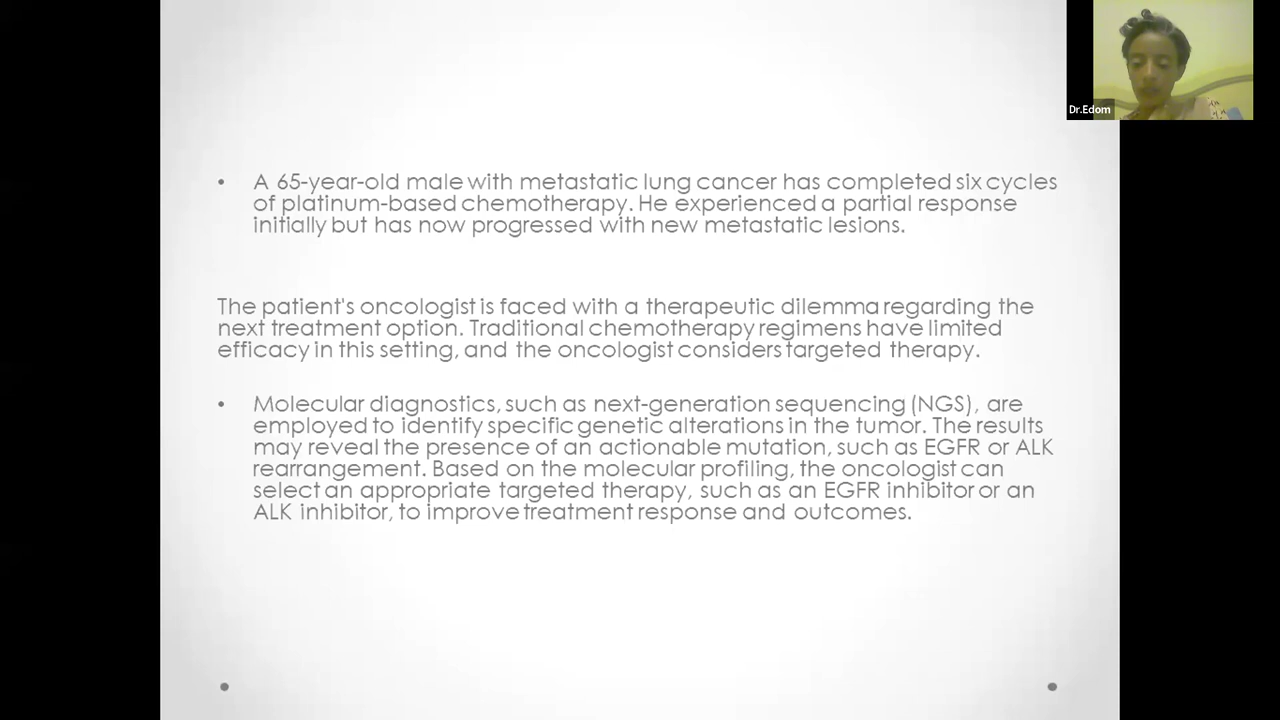 Dr.Edom
• A 65-year-old male with metastatic lung cancer has completed six cycles
of platinum-based chemotherapy. He experienced a partial response
initially but has now progressed with new metastatic lesions.
The patient's oncologist is faced with a therapeutic dilemma regarding the
next treatment option. Traditional chemotherapy regimens have limited
efficacy in this setting, and the oncologist considers targeted therapy.
• Molecular diagnostics, such as next-generation sequencing (NGS), are
employed to identify specific genetic alterations in the tumor. The results
may reveal the presence of an actionable mutation, such as EGFR or ALK
rearrangement. Based on the molecular profiling, the oncologist can
select an appropriate targeted therapy, such as an EGFR inhibitor or an
ALK inhibitor, to improve treatment response and outcomes.